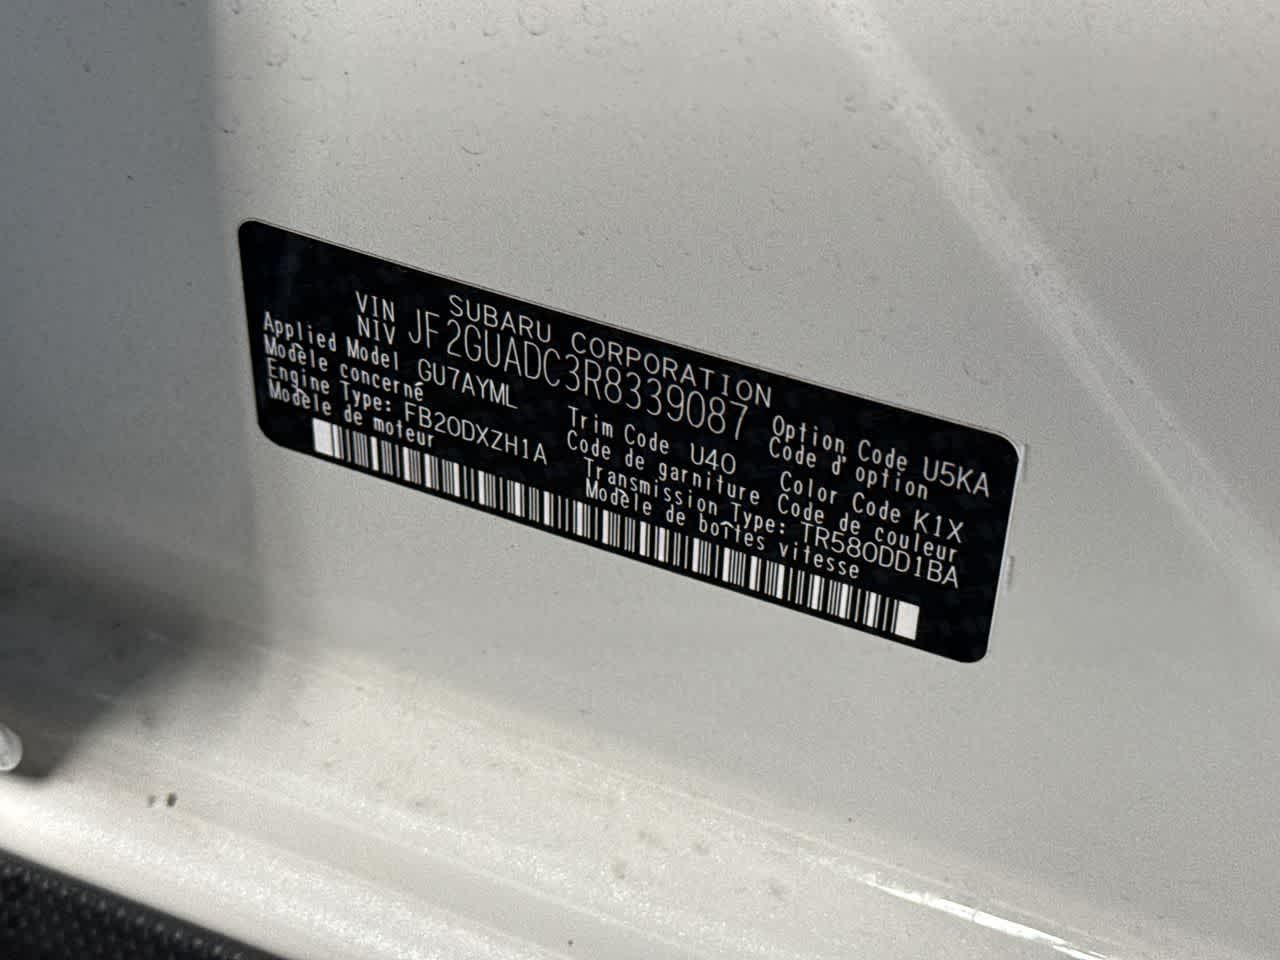 SUBARU CORPORATION
VIN
NIV JF2GUADC3R8339087
Applied Model GU7AYML
Modèle concerné
Option Code U5KA
Code d'option
Engine Type: FB20DXZH1A
Modèle de moteur
Trim Code U40
Code de garniture
Color Code K1X
Code de couleur
Transmission Type: TR580DD1BA
Modèle de boîtes vitesse